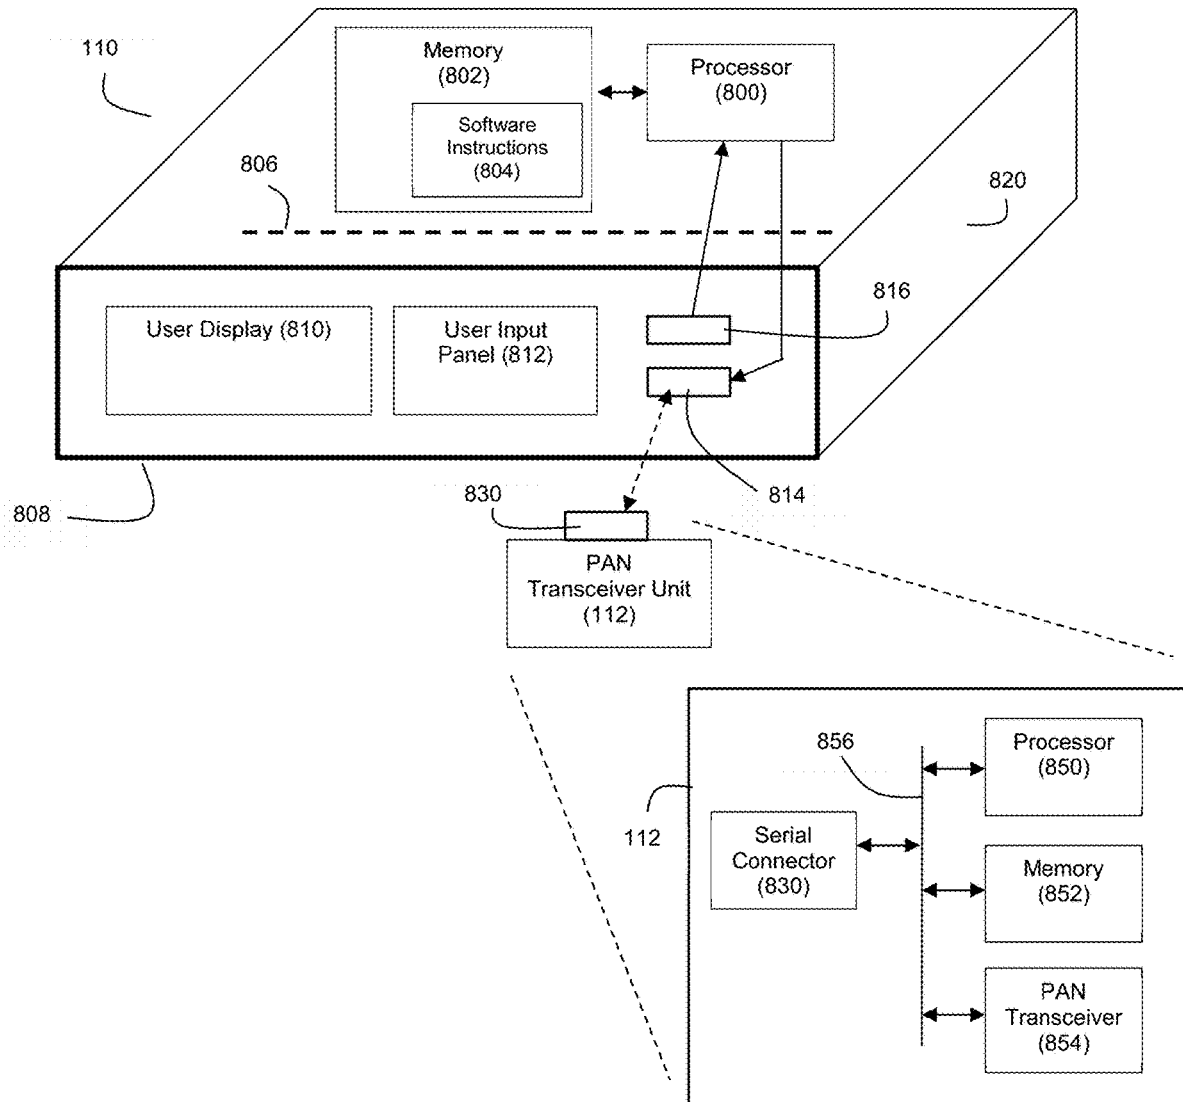 110
Memory
(802)
Processor
(800)
Software
Instructions
(804)
806
820
816
User Display (810)
User Input
Panel (812)
830
814
808
PAN
Transceiver Unit
(112)
856
Processor
(850)
112
Serial
Connector
(830)
Memory
(852)
PAN
Transceiver
(854)